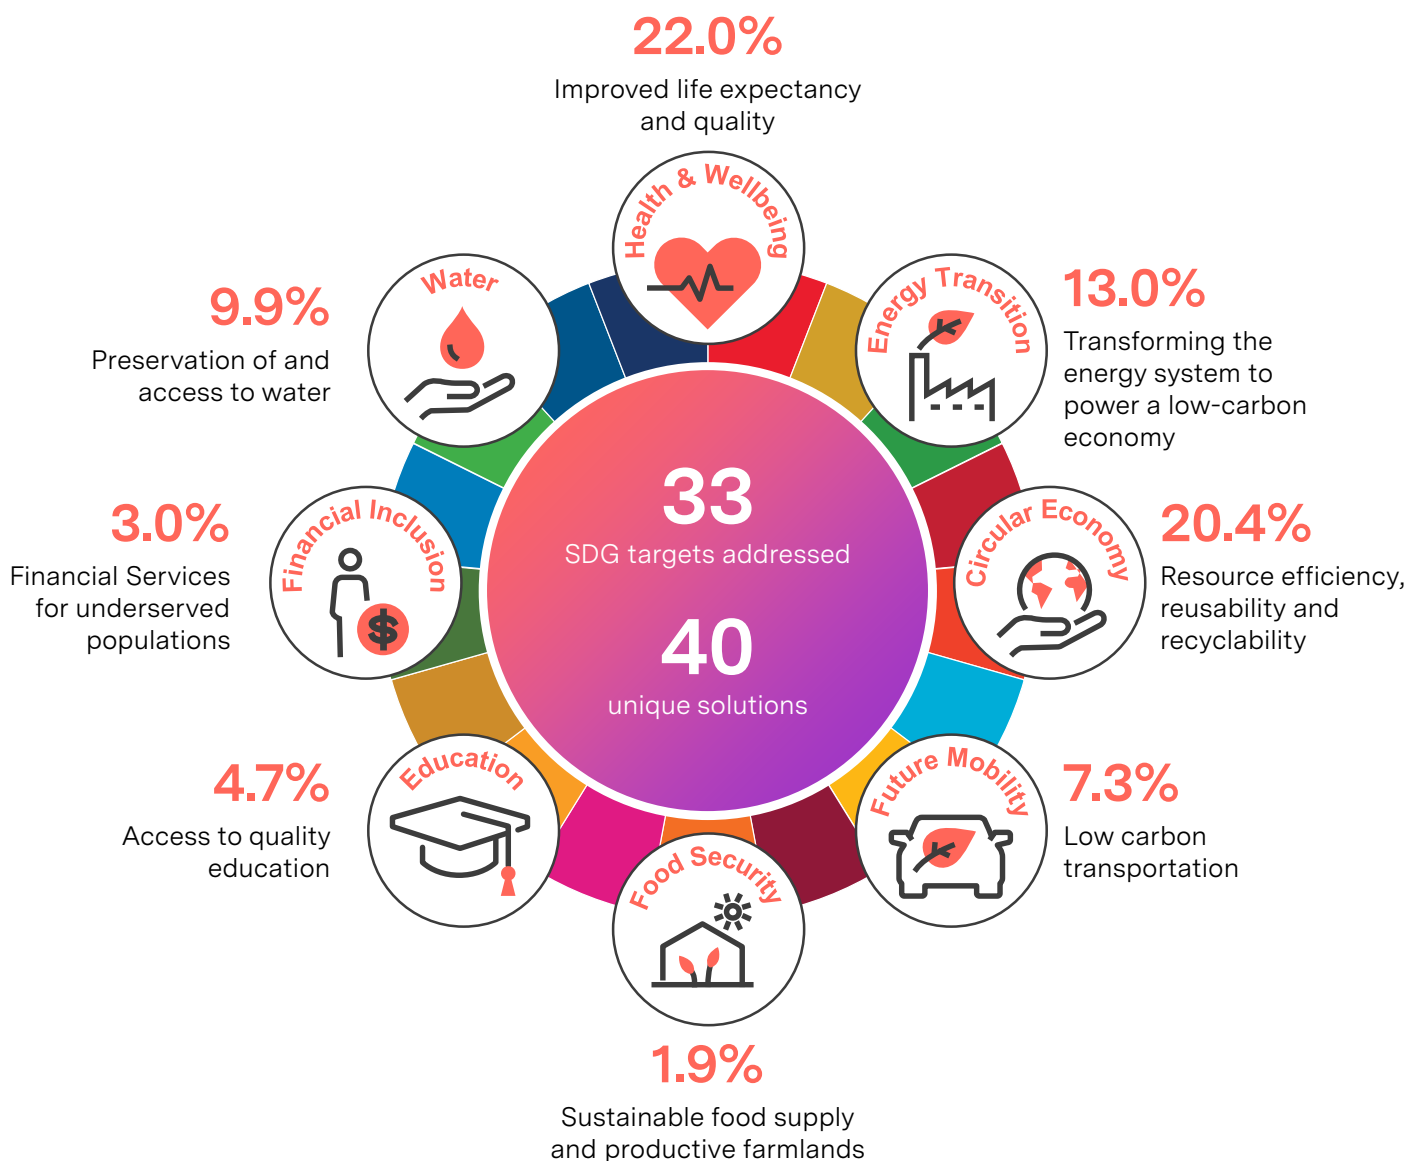 22.0%
Improved life expectancy
and quality
Health & Wellbeing
Energy Transition
13.0%
Transforming the
energy system to
power a low-carbon
economy
Circular Economy
20.4%
Resource efficiency,
reusability and
recyclability
Future Mobility
7.3%
Low carbon
transportation
Food Security
1.9%
Sustainable food supply
and productive farmlands
Education
4.7%
Access to quality
education
Financial Inclusion
$
3.0%
Financial Services
for underserved
populations
Water
9.9%
Preservation of and
access to water
33
SDG targets addressed
40
unique solutions